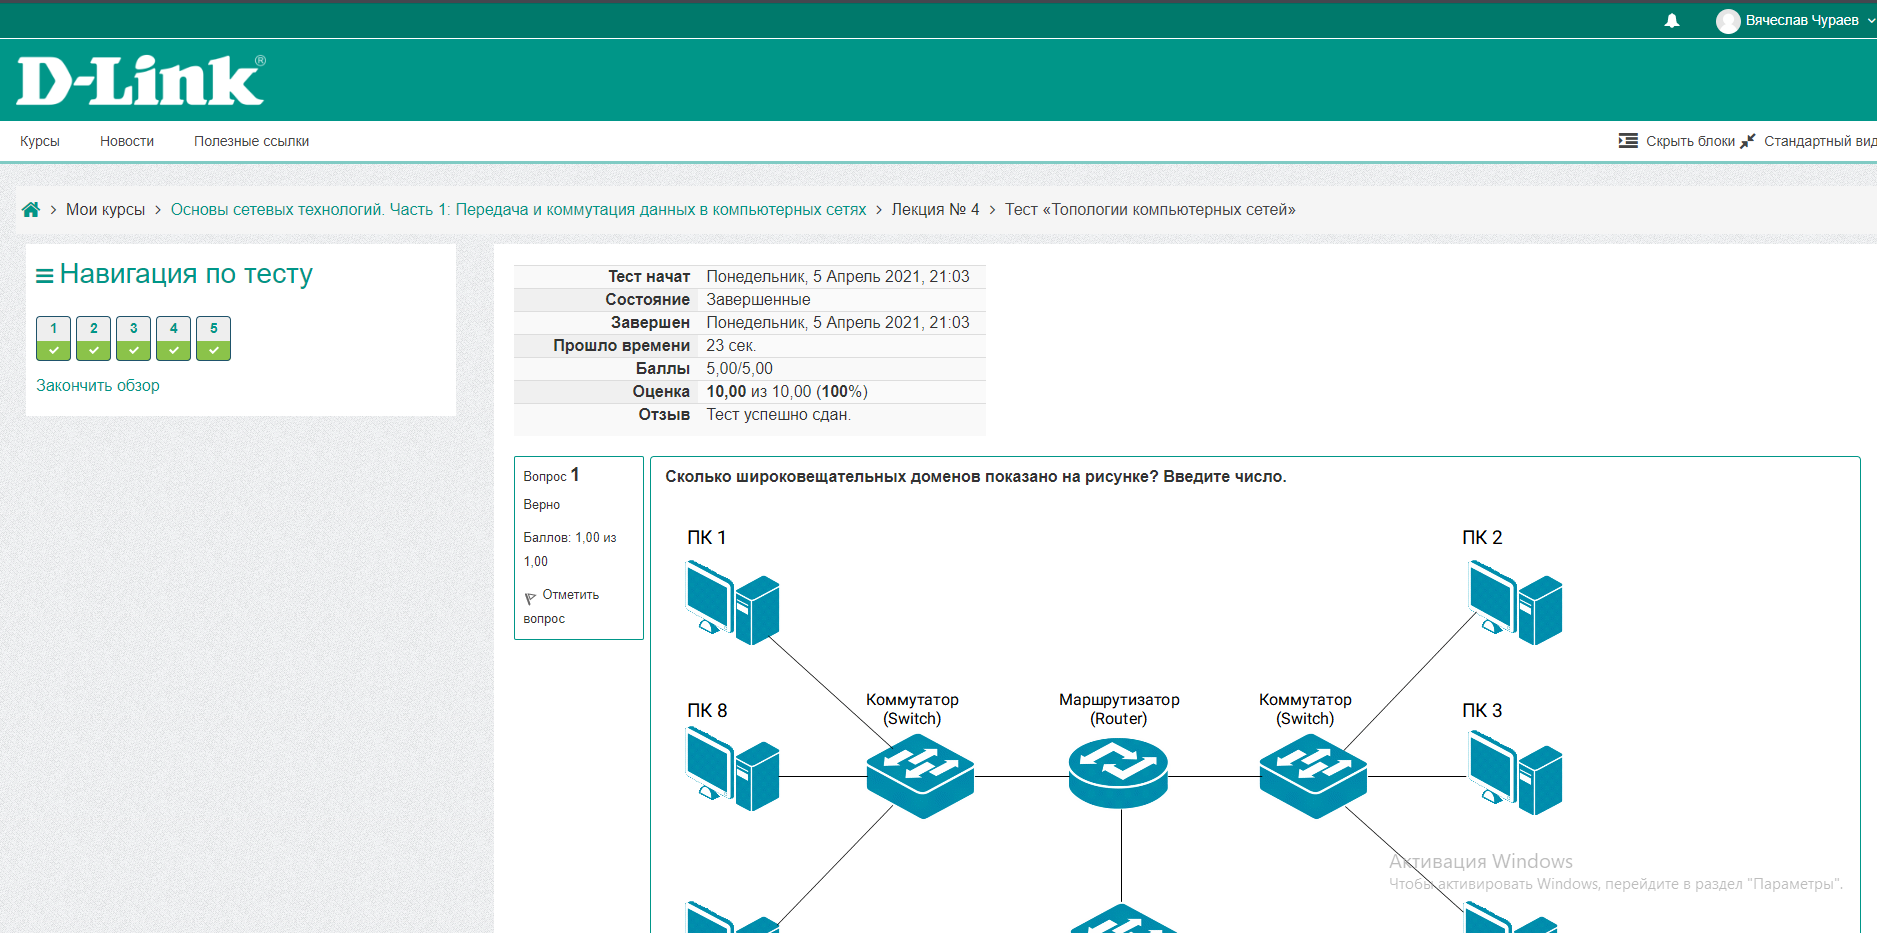 Вячеслав Чураев
D-Link®
Курсы Новости Полезные ссылки
Скрыть блоки Стандартный вид
Мои курсы Основы сетевых технологий. Часть 1: Передача и коммутация данных в компьютерных сетях Лекция № 4 Тест «Топологии компьютерных сетей»
Навигация по тесту
1 2 3 4 5
Закончить обзор
Тест начат Понедельник, 5 Апрель 2021, 21:03
Состояние Завершенные
Завершен Понедельник, 5 Апрель 2021, 21:03
Прошло времени 23 сек.
Баллы 5,00/5,00
Оценка 10,00 из 10,00 (100%)
Отзыв Тест успешно сдан.
Вопрос 1
Верно
Баллов: 1,00 из
1,00
Отметить
вопрос
Сколько широковещательных доменов показано на рисунке? Введите число.
ПК 1
ПК 2
Коммутатор
(Switch)
Маршрутизатор
(Router)
Коммутатор
(Switch)
ПК 8
ПК 3
Активация Windows
Чтобы активировать Windows, перейдите в раздел "Параметры".